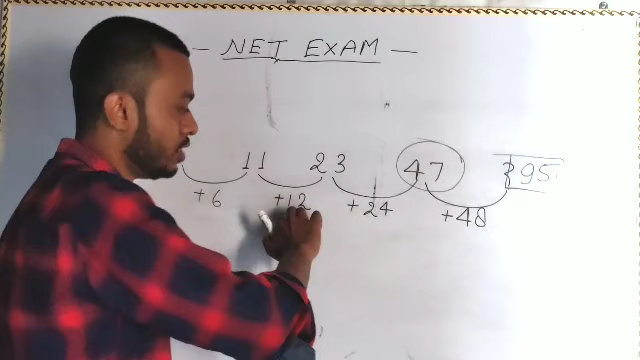 — NET EXAM —
11 23 47 ? 95
+6 +12 +24 +48